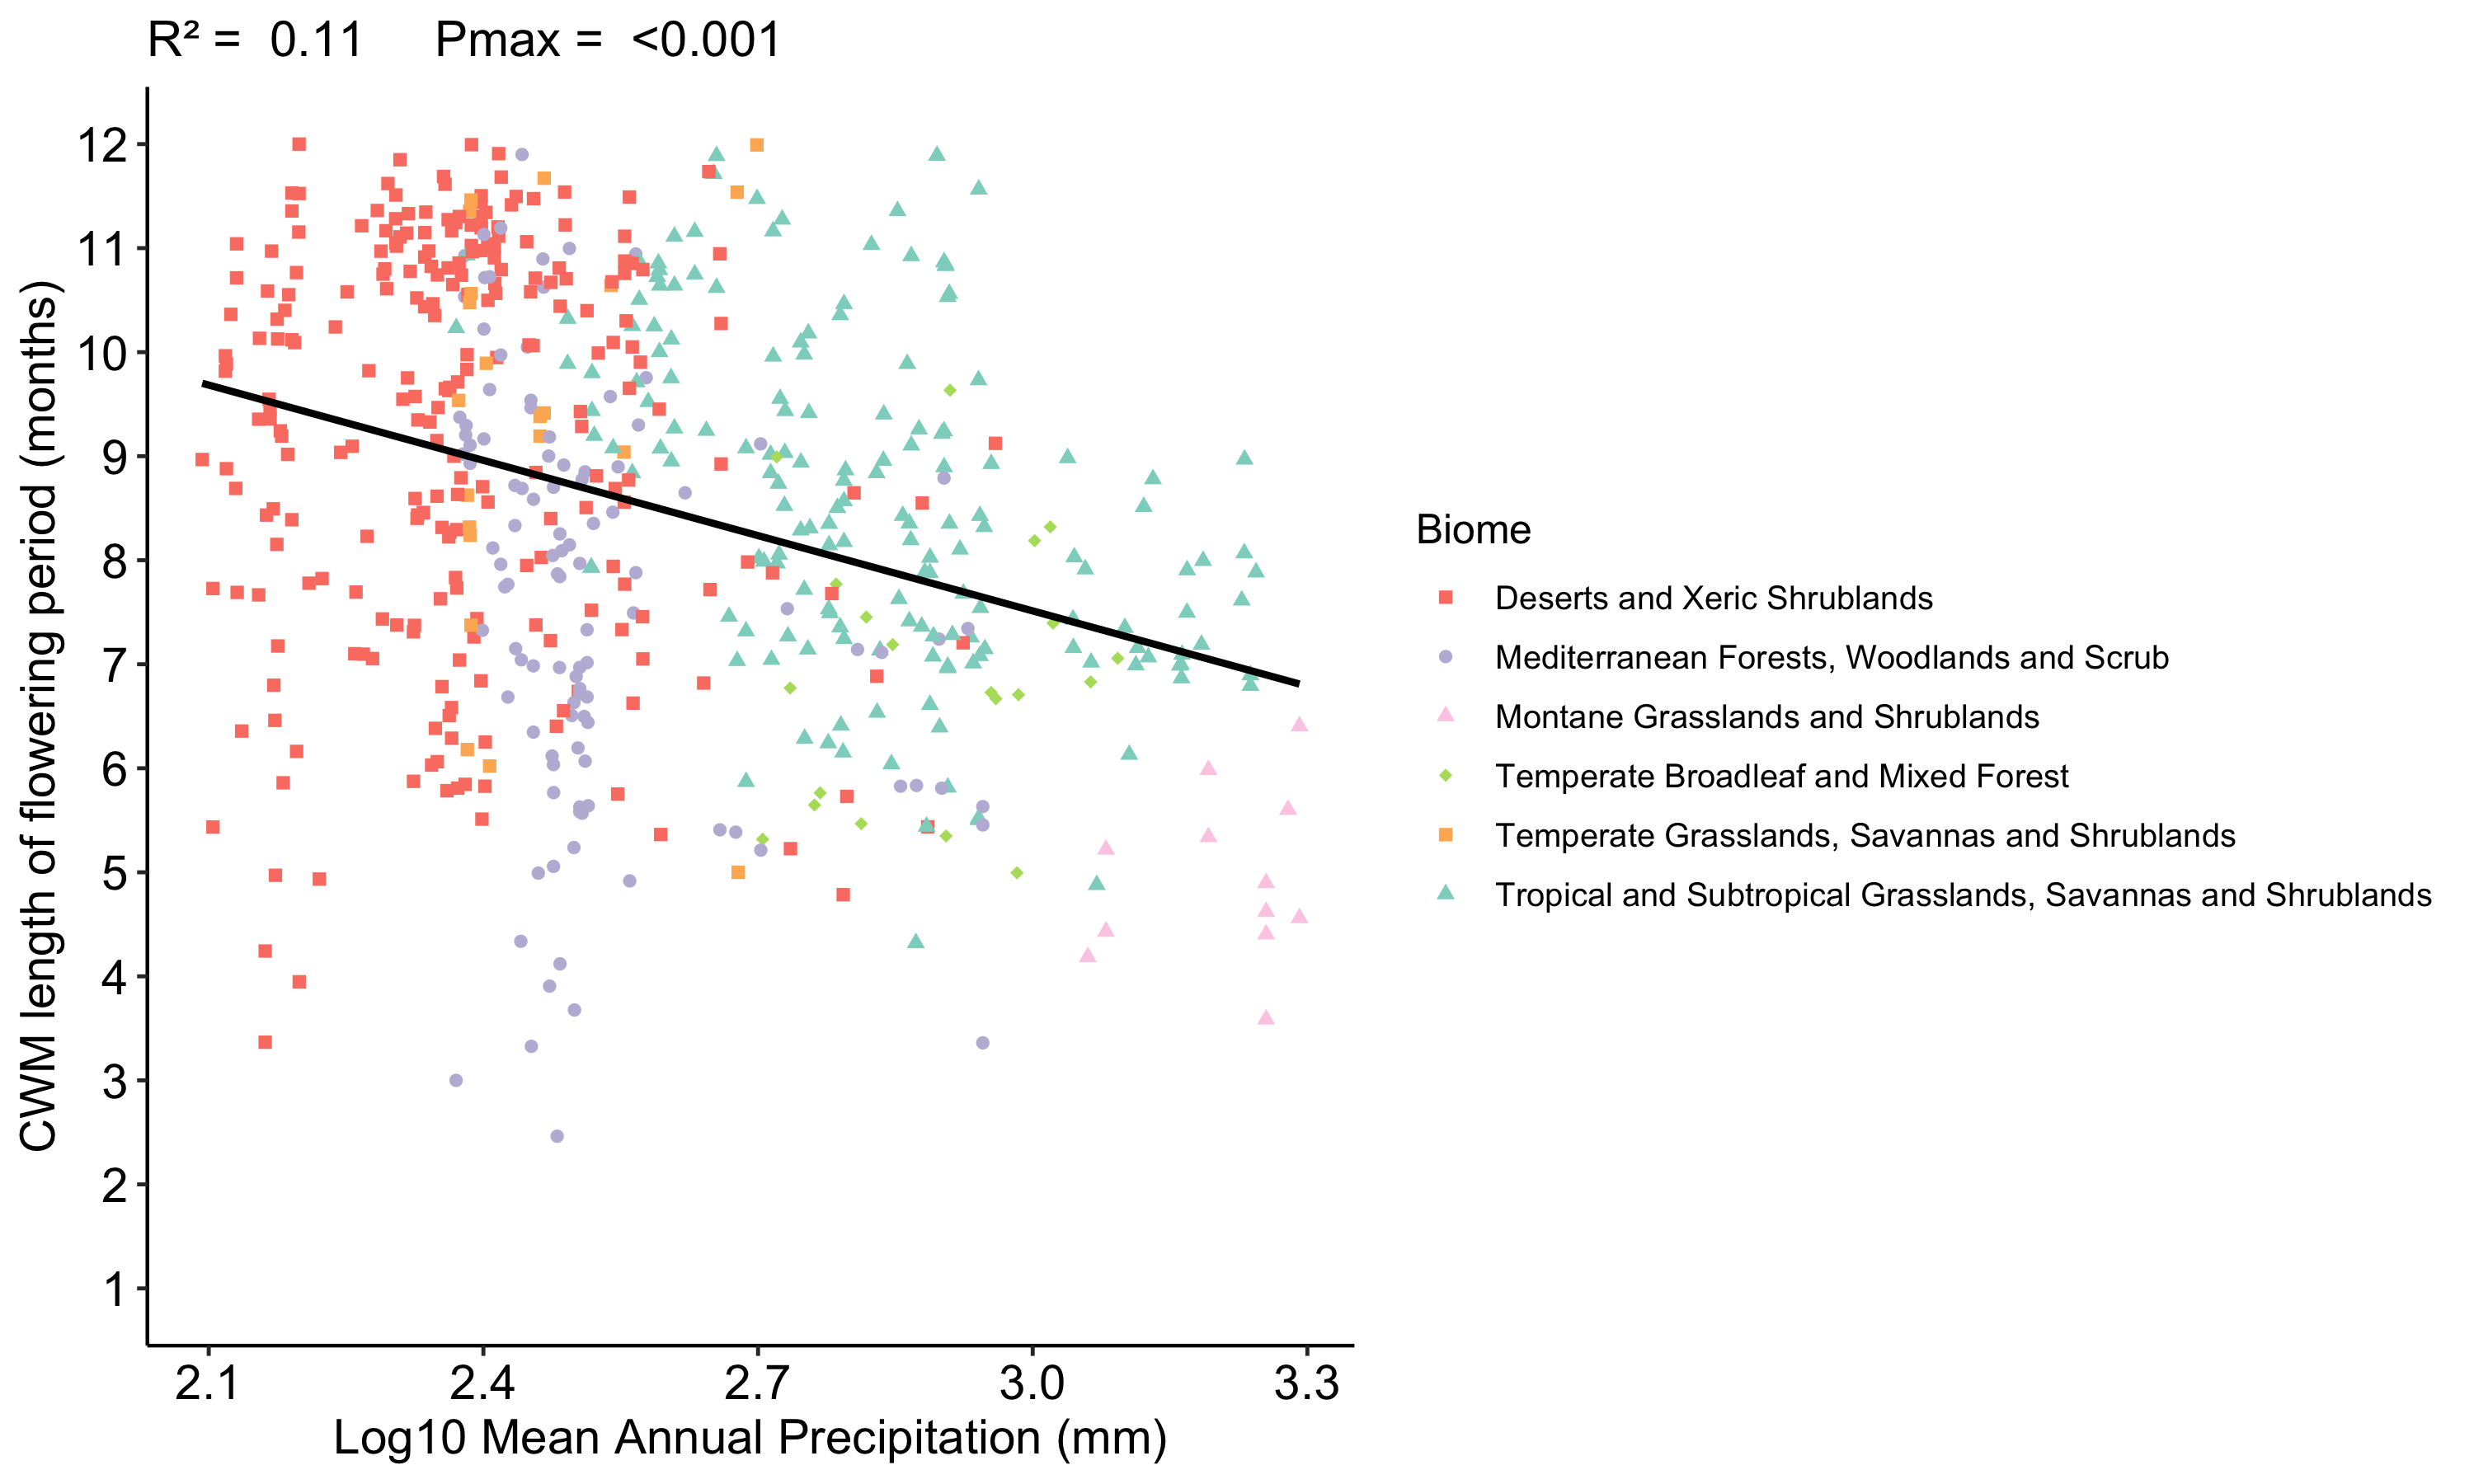 R² = 0.11 Pmax = <0.001
CWM length of flowering period (months)
12
11
10
9
8
7
6
5
4
3
2
1
2.1 2.4 2.7 3.0 3.3
Log10 Mean Annual Precipitation (mm)
Biome
Deserts and Xeric Shrublands
Mediterranean Forests, Woodlands and Scrub
Montane Grasslands and Shrublands
Temperate Broadleaf and Mixed Forest
Temperate Grasslands, Savannas and Shrublands
Tropical and Subtropical Grasslands, Savannas and Shrublands